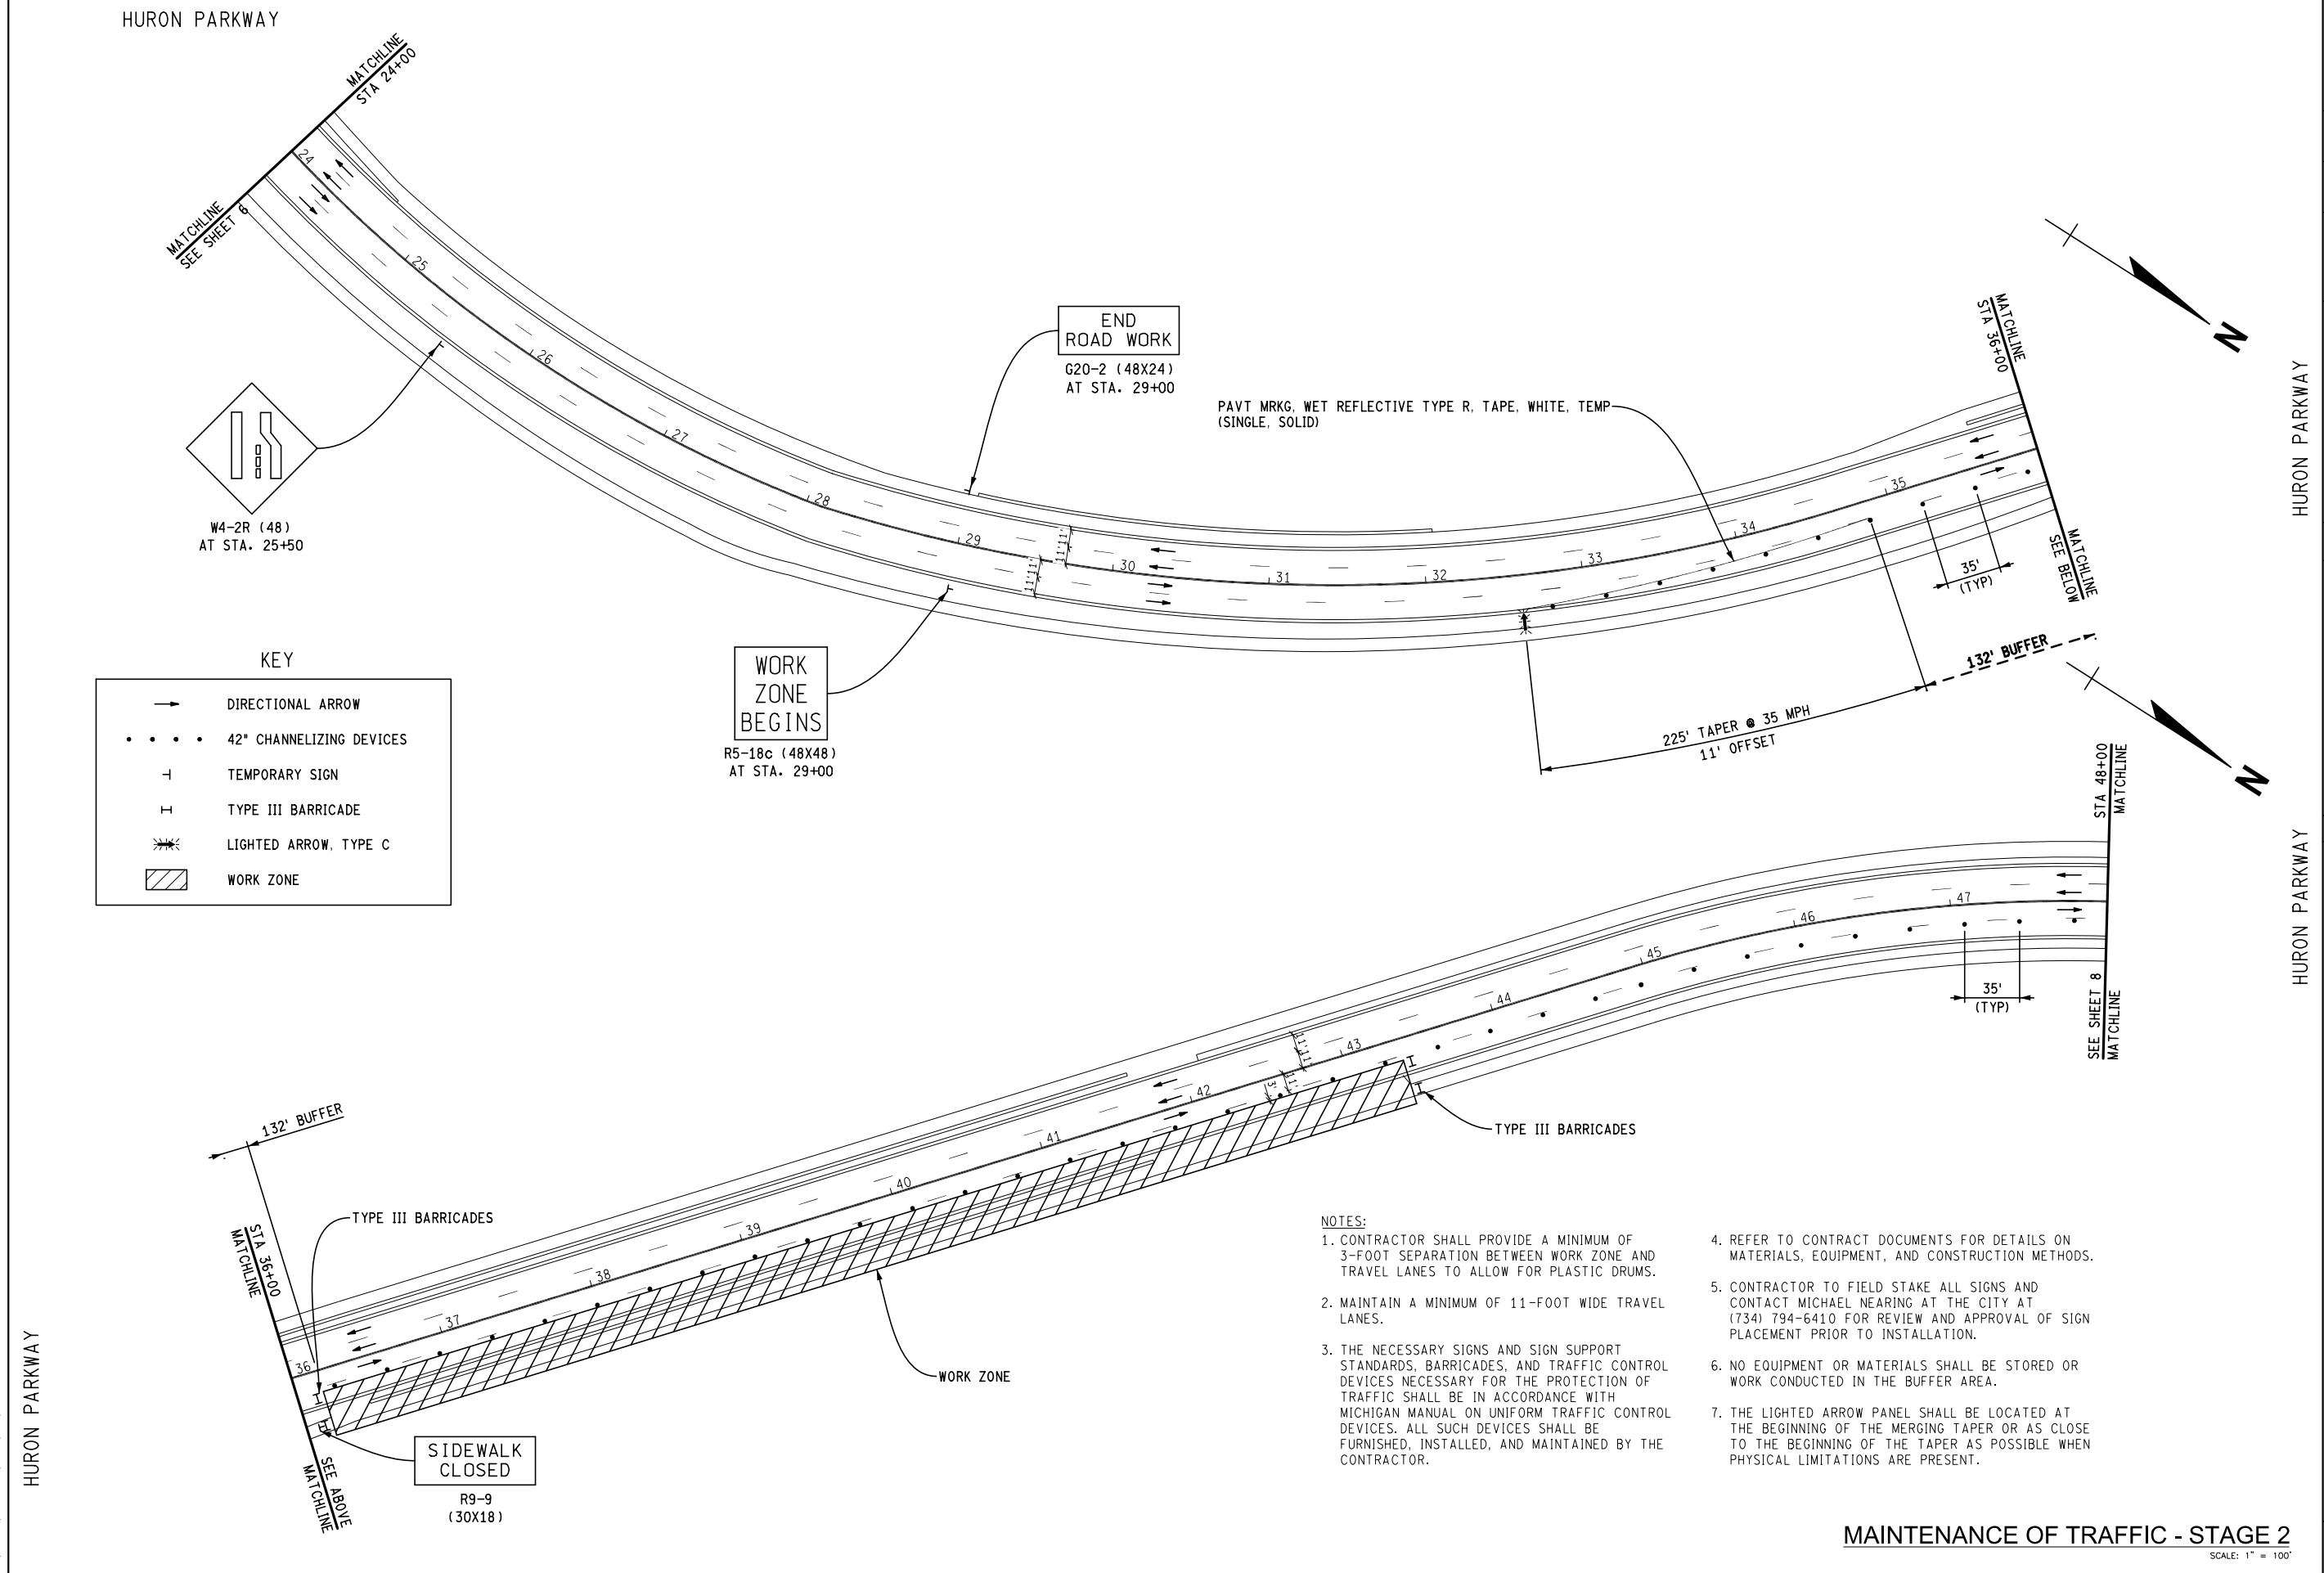 HURON PARKWAY
MATCHLINE
STA 24+00
MATCHLINE
SEE SHEET 6
24
25
26
27
28
29
30
31
32
33
34
35
11' 11'
11' 11'
W4-2R (48)
AT STA. 25+50
END
ROAD WORK
G20-2 (48X24)
AT STA. 29+00
PAVT MRKG, WET REFLECTIVE TYPE R, TAPE, WHITE, TEMP
(SINGLE, SOLID)
WORK
ZONE
BEGINS
R5-18c (48X48)
AT STA. 29+00
MATCHLINE
STA 36+00
MATCHLINE
SEE BELOW
35'
(TYP)
132' BUFFER
225' TAPER @ 35 MPH
11' OFFSET
N
HURON PARKWAY
KEY
DIRECTIONAL ARROW
42" CHANNELIZING DEVICES
TEMPORARY SIGN
TYPE III BARRICADE
LIGHTED ARROW, TYPE C
WORK ZONE
N
STA 48+00
MATCHLINE
SEE SHEET 8
MATCHLINE
HURON PARKWAY
36
37
38
39
40
41
42
43
44
45
46
47
11' 11'
11'
3'
35'
(TYP)
132' BUFFER
TYPE III BARRICADES
TYPE III BARRICADES
STA 36+00
MATCHLINE
SEE ABOVE
MATCHLINE
WORK ZONE
SIDEWALK
CLOSED
R9-9
(30X18)
HURON PARKWAY
NOTES:
1. CONTRACTOR SHALL PROVIDE A MINIMUM OF
3-FOOT SEPARATION BETWEEN WORK ZONE AND
TRAVEL LANES TO ALLOW FOR PLASTIC DRUMS.
2. MAINTAIN A MINIMUM OF 11-FOOT WIDE TRAVEL
LANES.
3. THE NECESSARY SIGNS AND SIGN SUPPORT
STANDARDS, BARRICADES, AND TRAFFIC CONTROL
DEVICES NECESSARY FOR THE PROTECTION OF
TRAFFIC SHALL BE IN ACCORDANCE WITH
MICHIGAN MANUAL ON UNIFORM TRAFFIC CONTROL
DEVICES. ALL SUCH DEVICES SHALL BE
FURNISHED, INSTALLED, AND MAINTAINED BY THE
CONTRACTOR.
4. REFER TO CONTRACT DOCUMENTS FOR DETAILS ON
MATERIALS, EQUIPMENT, AND CONSTRUCTION METHODS.
5. CONTRACTOR TO FIELD STAKE ALL SIGNS AND
CONTACT MICHAEL NEARING AT THE CITY AT
(734) 794-6410 FOR REVIEW AND APPROVAL OF SIGN
PLACEMENT PRIOR TO INSTALLATION.
6. NO EQUIPMENT OR MATERIALS SHALL BE STORED OR
WORK CONDUCTED IN THE BUFFER AREA.
7. THE LIGHTED ARROW PANEL SHALL BE LOCATED AT
THE BEGINNING OF THE MERGING TAPER OR AS CLOSE
TO THE BEGINNING OF THE TAPER AS POSSIBLE WHEN
PHYSICAL LIMITATIONS ARE PRESENT.
MAINTENANCE OF TRAFFIC - STAGE 2
SCALE: 1" = 100'